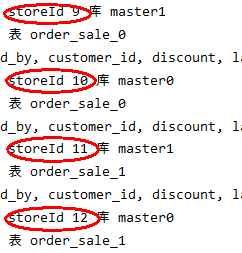 storeId 9 库 master1
表 order_sale_0
d_by, customer_id, discount, la
storeId 10 库 master0
表 order_sale_0
d_by, customer_id, discount, la
storeId 11 库 master1
表 order_sale_1
d_by, customer_id, discount, la
storeId 12 库 master0
表 order_sale_1